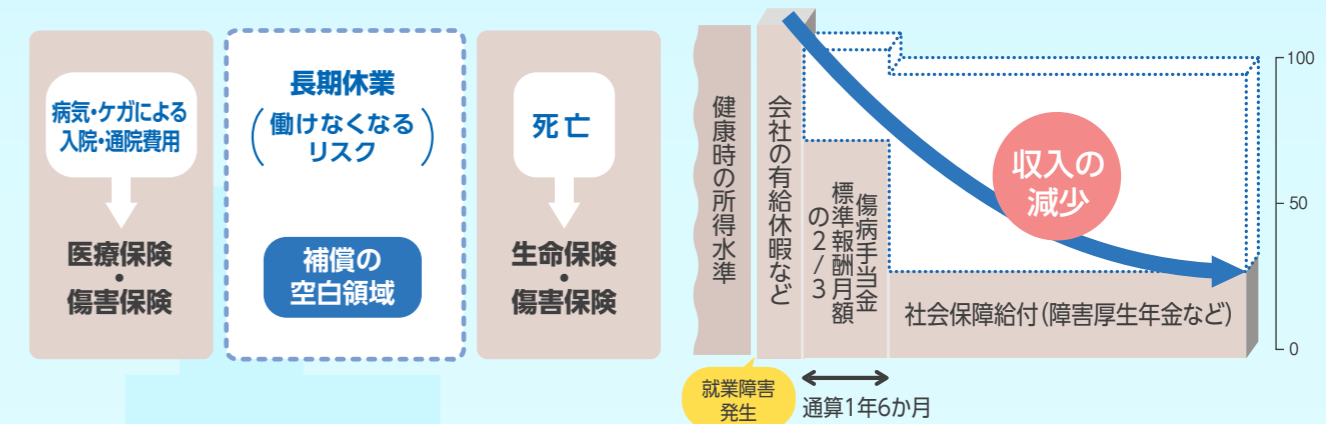 病気・ケガによる
入院・通院費用
医療保険
・
傷害保険
長期休業
(働けなくなる
リスク)
補償の
空白領域
死亡
生命保険
・
傷害保険
健康時の所得水準
会社の有給休暇など
傷病手当金
標準報酬月額
の2/3
収入の
減少
社会保障給付(障害厚生年金など)
100
50
0
就業障害
発生
通算1年6か月